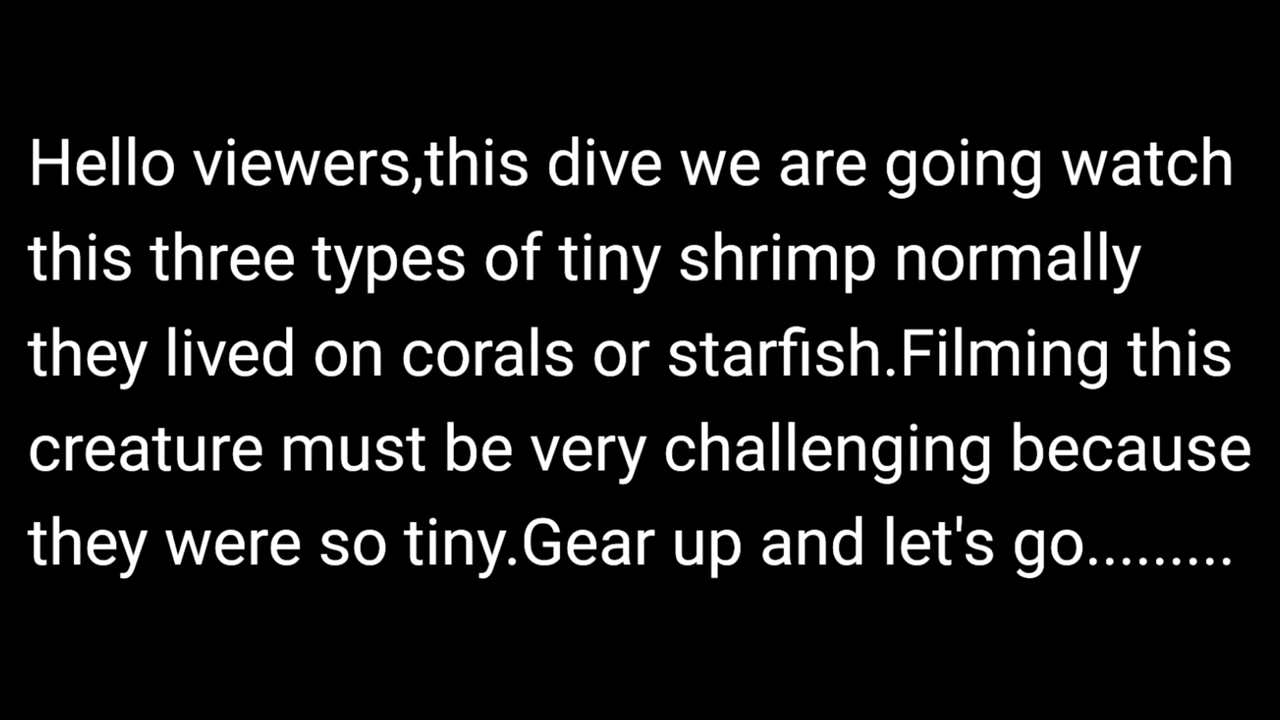 Hello viewers,this dive we are going watch
this three types of tiny shrimp normally
they lived on corals or starfish.Filming this
creature must be very challenging because
they were so tiny.Gear up and let's go.........